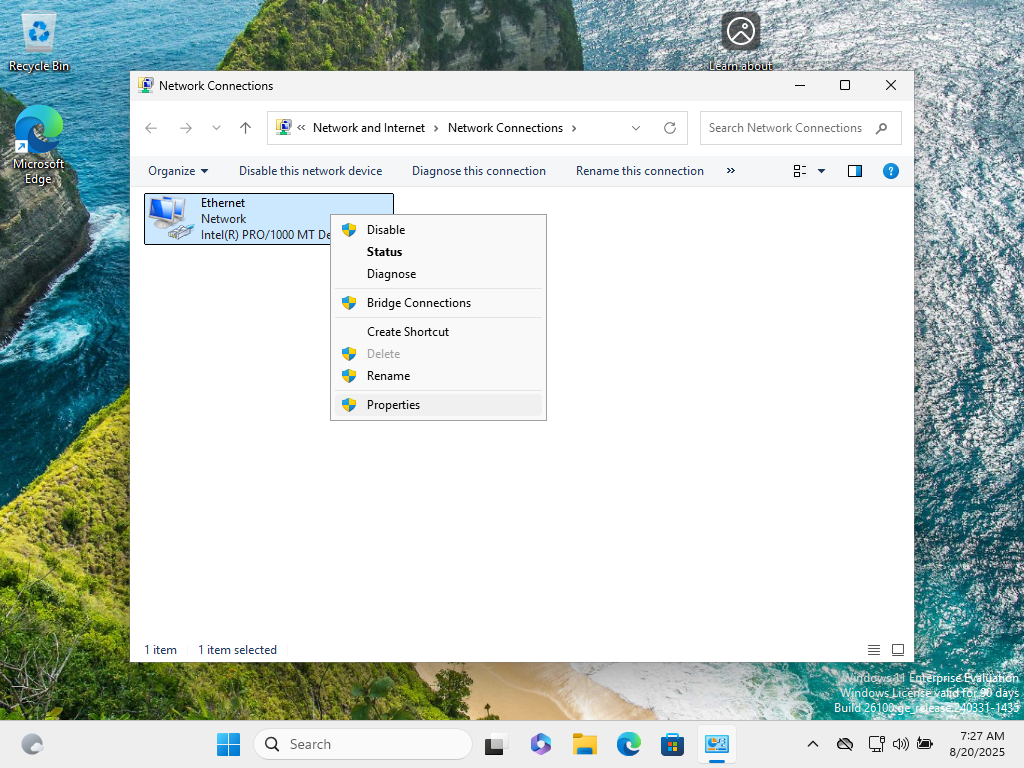 Recycle Bin
Learn about
Microsoft
Edge
Network Connections
« Network and Internet › Network Connections ›
Search Network Connections
Organize
Disable this network device
Diagnose this connection
Rename this connection
»
Ethernet
Network
Intel(R) PRO/1000 MT De
Disable
Status
Diagnose
Bridge Connections
Create Shortcut
Delete
Rename
Properties
1 item
1 item selected
Windows 11 Enterprise Evaluation
Windows License valid for 90 days
Build 26100.ge_release.240331-1435
Search
7:27 AM
8/20/2025